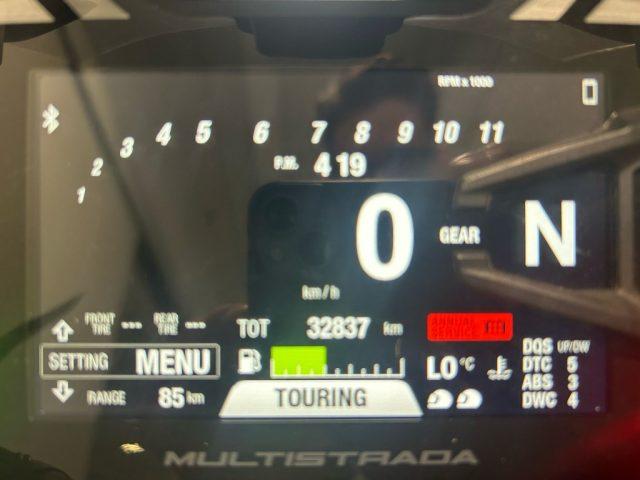 RPM x 1000
1 2 3 4 5 6 7 8 9 10 11
P.M. 4 19
0 GEAR N
km/h
FRONT TIRE --- REAR TIRE ---
TOT 32837 km
ANNUAL SERVICE
SETTING MENU
RANGE 85 km
TOURING
LO °C
DQS UP/DW
DTC 5
ABS 3
DWC 4
MULTISTRADA